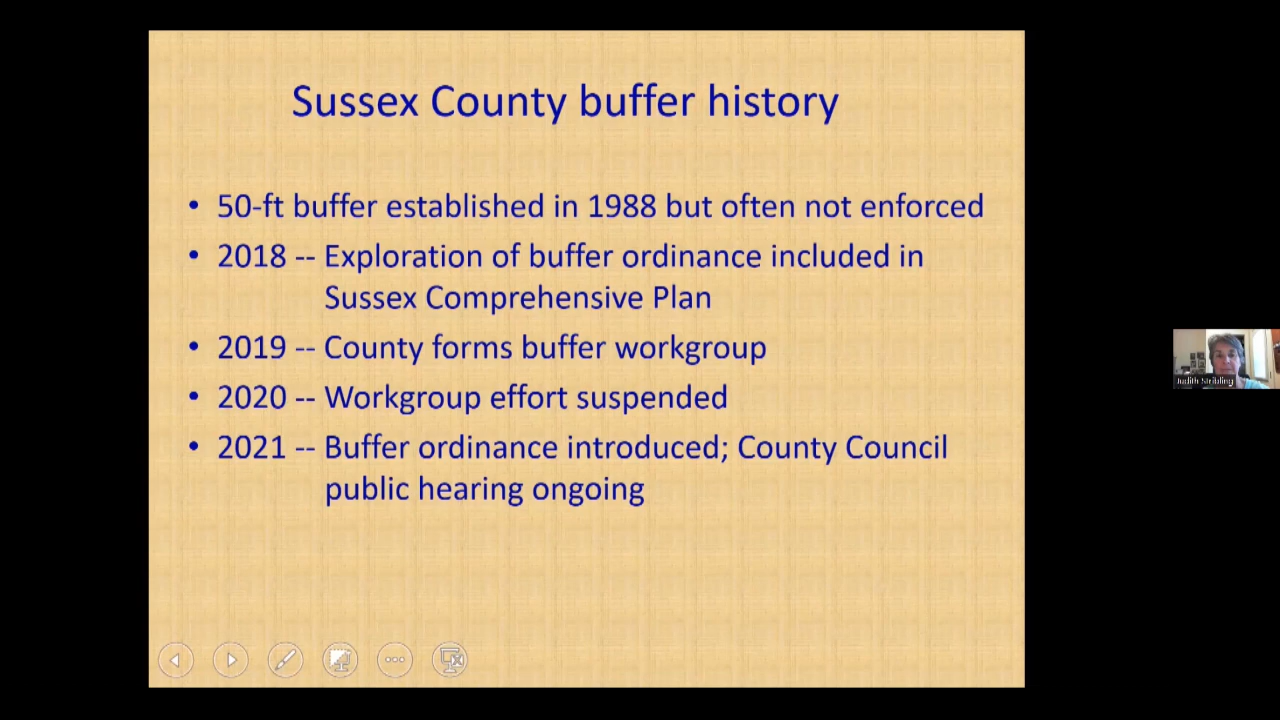 Sussex County buffer history
• 50-ft buffer established in 1988 but often not enforced
• 2018 -- Exploration of buffer ordinance included in
Sussex Comprehensive Plan
• 2019 -- County forms buffer workgroup
• 2020 -- Workgroup effort suspended
• 2021 -- Buffer ordinance introduced; County Council
public hearing ongoing
Judith Stribling